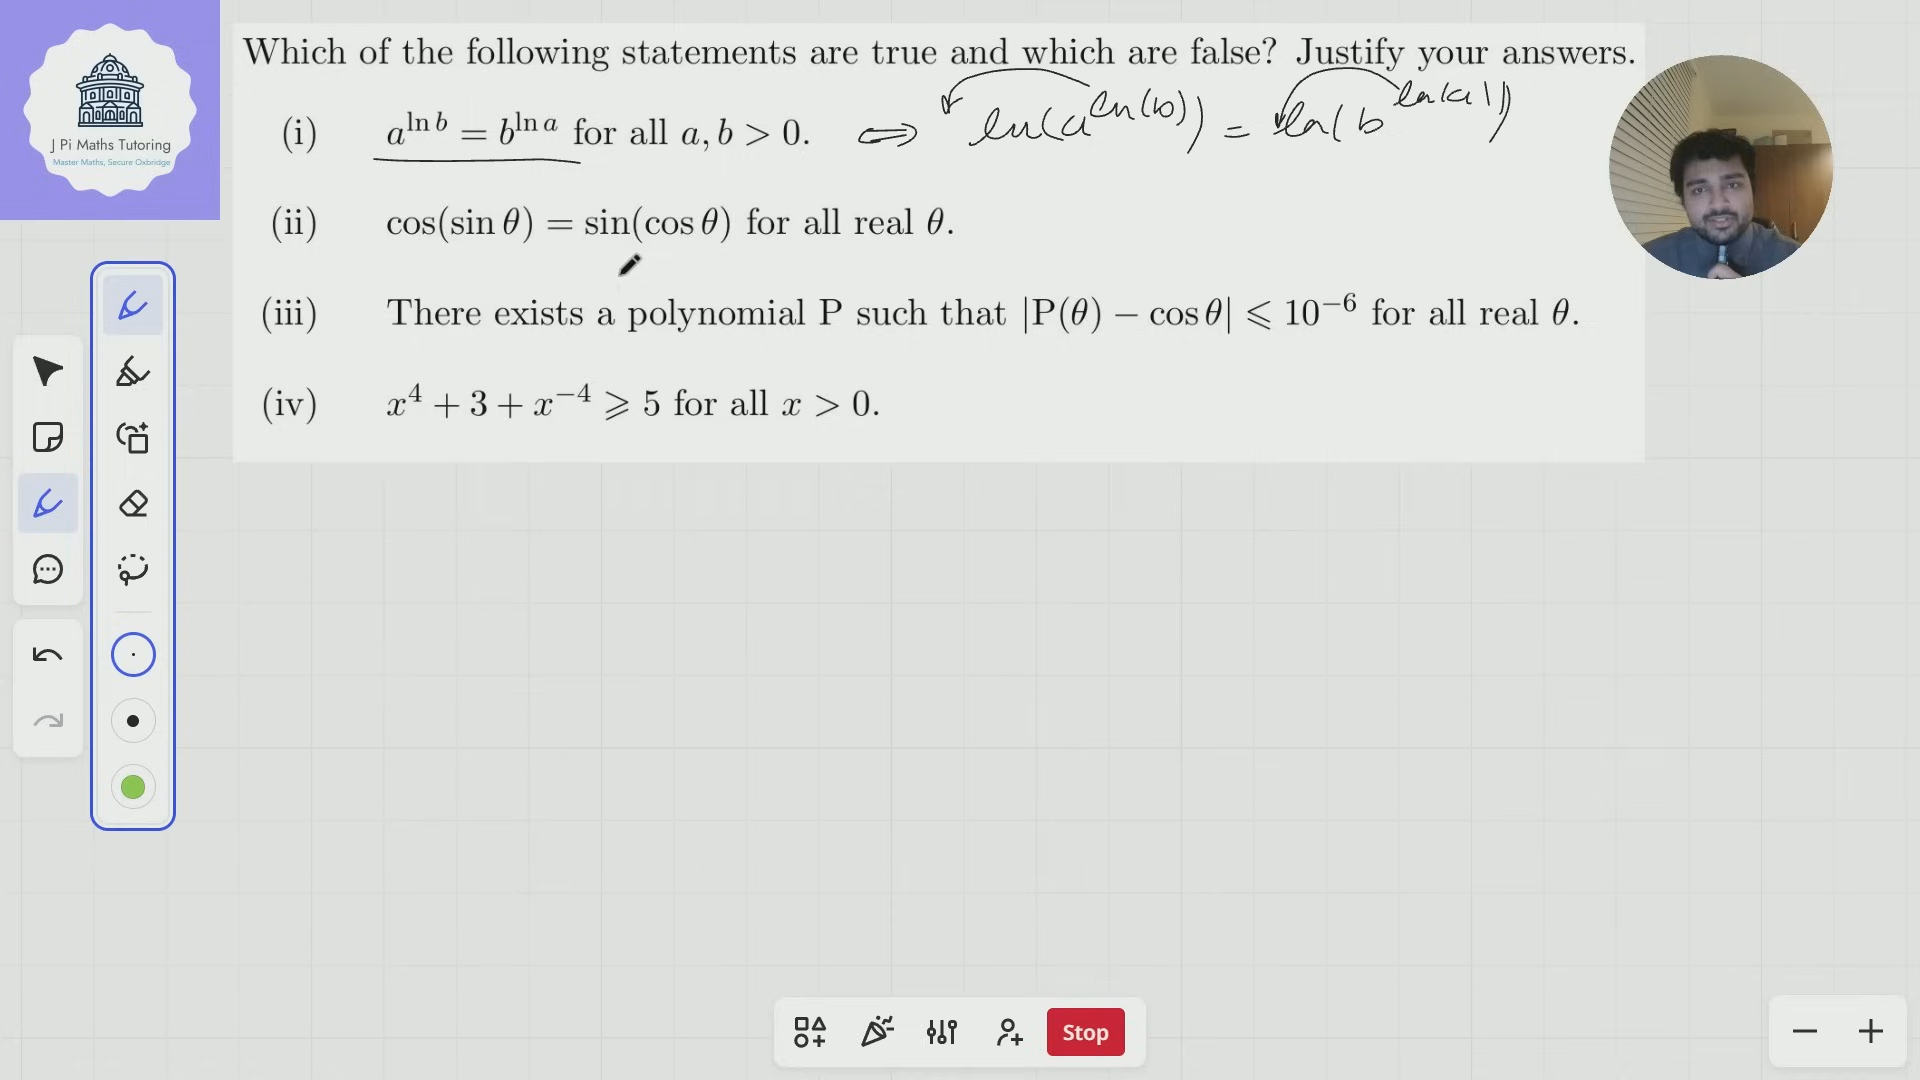 J Pi Maths Tutoring
Master Maths, Secure Oxbridge
Which of the following statements are true and which are false? Justify your answers.
(i) a^{ln b} = b^{ln a} for all a, b > 0. ⟺ ln(a^{ln(b)}) = ln(b^{ln(a)})
(ii) cos(sin θ) = sin(cos θ) for all real θ.
(iii) There exists a polynomial P such that |P(θ) − cos θ| ⩽ 10^{−6} for all real θ.
(iv) x^4 + 3 + x^{−4} ⩾ 5 for all x > 0.
Stop